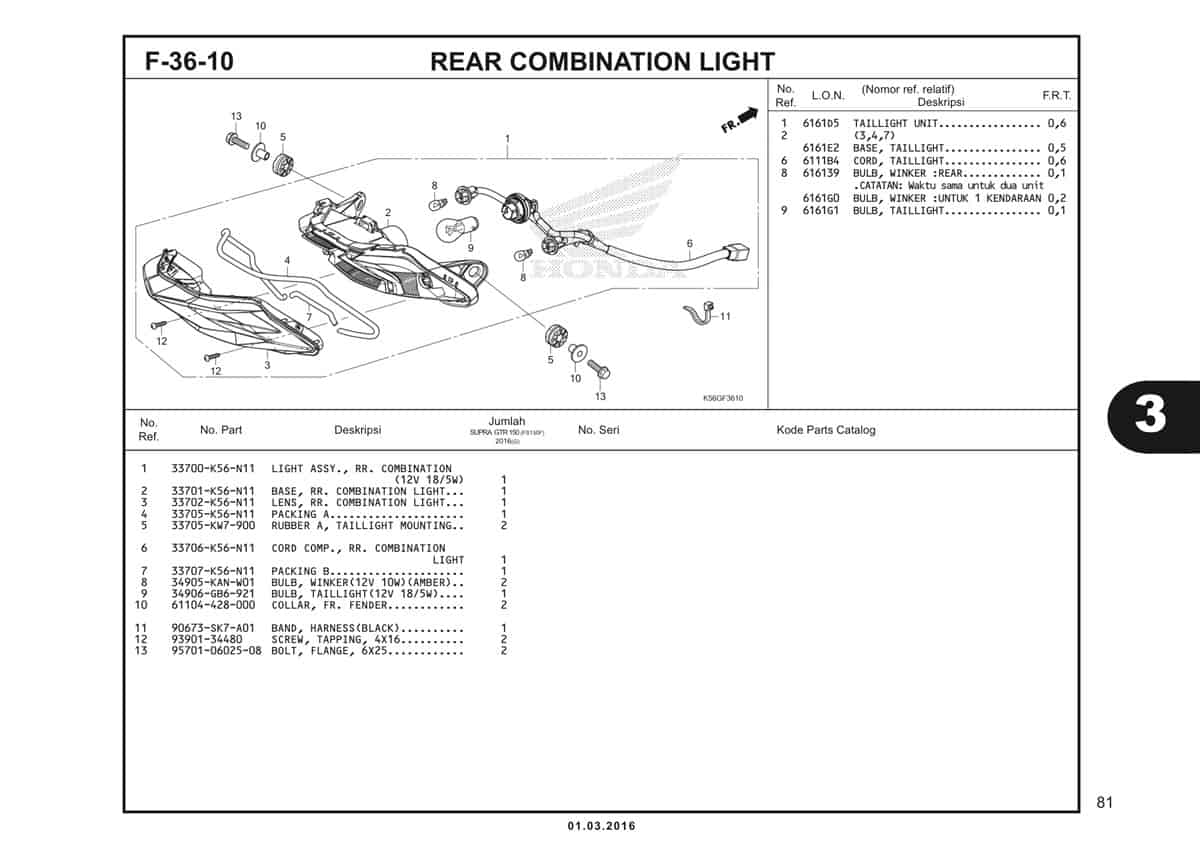 F-36-10
REAR COMBINATION LIGHT
No. Ref. L.O.N. (Nomor ref. relatif) Deskripsi F.R.T.
1 6161D5 TAILLIGHT UNIT................ 0,6
2 (3,4,7)
6161E2 BASE, TAILLIGHT............... 0,5
6 6111B4 CORD, TAILLIGHT............... 0,6
8 616139 BULB, WINKER :REAR............ 0,1
.CATATAN: Waktu sama untuk dua unit
6161G0 BULB, WINKER :UNTUK 1 KENDARAAN 0,2
9 6161G1 BULB, TAILLIGHT............... 0,1
13
10
5
1
8
2
9
6
4
8
HONDA
7
11
12
3
12
5
10
13
FR.
K56GF3610
No. Ref. No. Part Deskripsi Jumlah SUPRA GTR 150 (FS150F) 2016(G) No. Seri Kode Parts Catalog
1 33700-K56-N11 LIGHT ASSY., RR. COMBINATION
(12V 18/5W) 1
2 33701-K56-N11 BASE, RR. COMBINATION LIGHT... 1
3 33702-K56-N11 LENS, RR. COMBINATION LIGHT... 1
4 33705-K56-N11 PACKING A..................... 1
5 33705-KW7-900 RUBBER A, TAILLIGHT MOUNTING.. 2
6 33706-K56-N11 CORD COMP., RR. COMBINATION
LIGHT 1
7 33707-K56-N11 PACKING B..................... 1
8 34905-KAN-W01 BULB, WINKER(12V 10W)(AMBER).. 2
9 34906-GB6-921 BULB, TAILLIGHT(12V 18/5W).... 1
10 61104-428-000 COLLAR, FR. FENDER............ 2
11 90673-SK7-A01 BAND, HARNESS(BLACK).......... 1
12 93901-34480 SCREW, TAPPING, 4X16.......... 2
13 95701-06025-08 BOLT, FLANGE, 6X25............ 2
3
81
01.03.2016